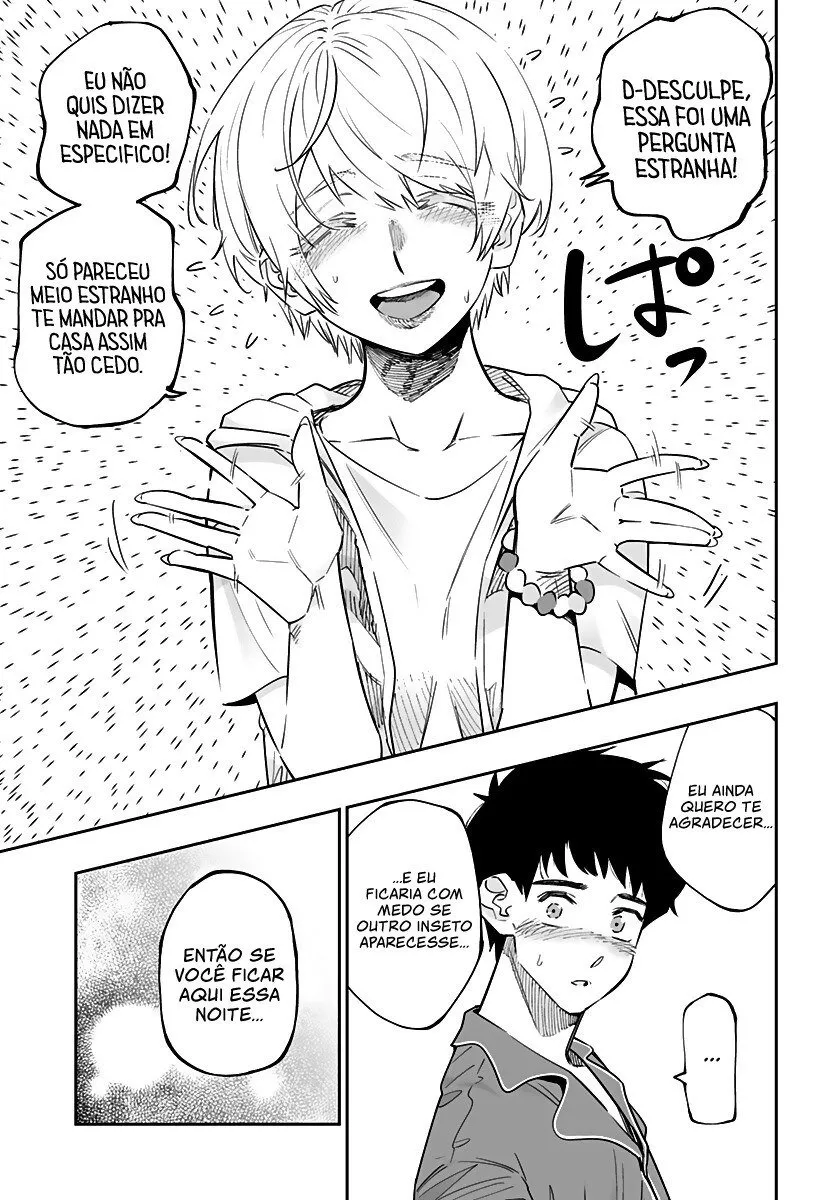 D-DESCULPE,
ESSA FOI UMA
PERGUNTA
ESTRANHA!
ぱっ
EU NÃO
QUIS DIZER
NADA EM
ESPECIFICO!
SÓ PARECEU
MEIO ESTRANHO
TE MANDAR PRA
CASA ASSIM
TÃO CEDO.
EU AINDA
QUERO TE
AGRADECER...
...E EU
FICARIA COM
MEDO SE
OUTRO INSETO
APARECESSE...
...
ENTÃO SE
VOCÊ FICAR
AQUI ESSA
NOITE...